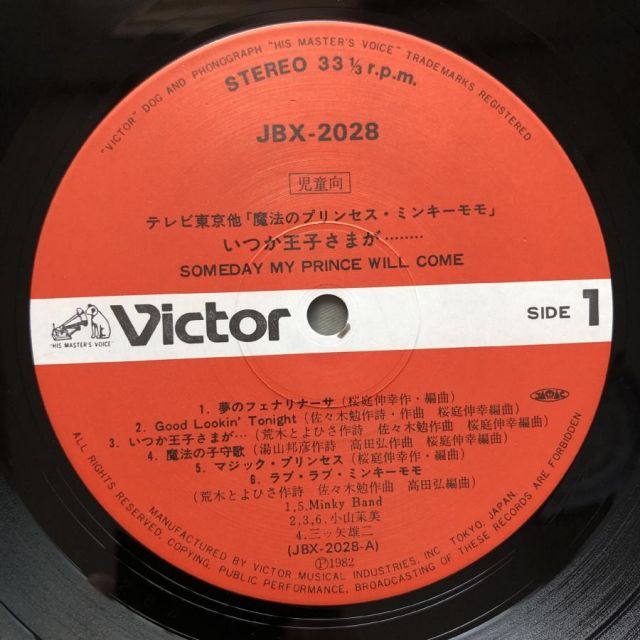 "VICTOR" DOG AND PHONOGRAPH "HIS MASTER'S VOICE" TRADEMARKS REGISTERED
STEREO 33 1/3 r.p.m.
JBX-2028
児童向
テレビ東京他「魔法のプリンセス・ミンキーモモ」
いつか王子さまが………
SOMEDAY MY PRINCE WILL COME
"HIS MASTER'S VOICE"
Victor
SIDE 1
1. 夢のフェナリナーサ（桜庭伸幸作・編曲）
2. Good Lookin' Tonight（佐々木勉作詩・作曲 桜庭伸幸編曲）
3. いつか王子さまが…（荒木とよひさ作詩 佐々木勉作曲 桜庭伸幸編曲）
4. 魔法の子守歌（湯山邦彦作詩 高田弘作曲 桜庭伸幸編曲）
5. マジック・プリンセス（桜庭伸幸作・編曲）
6. ラブ・ラブ・ミンキーモモ
（荒木とよひさ作詩 佐々木勉作曲 高田弘編曲）
1,5. Minky Band
2,3,6. 小山茉美
4. 三ッ矢雄二
(JBX-2028-A)
Ⓟ1982
JASRAC
MANUFACTURED BY VICTOR MUSICAL INDUSTRIES, INC. TOKYO, JAPAN.
ALL RIGHTS RESERVED. COPYING, PUBLIC PERFORMANCE, BROADCASTING OF THESE RECORDS ARE FORBIDDEN